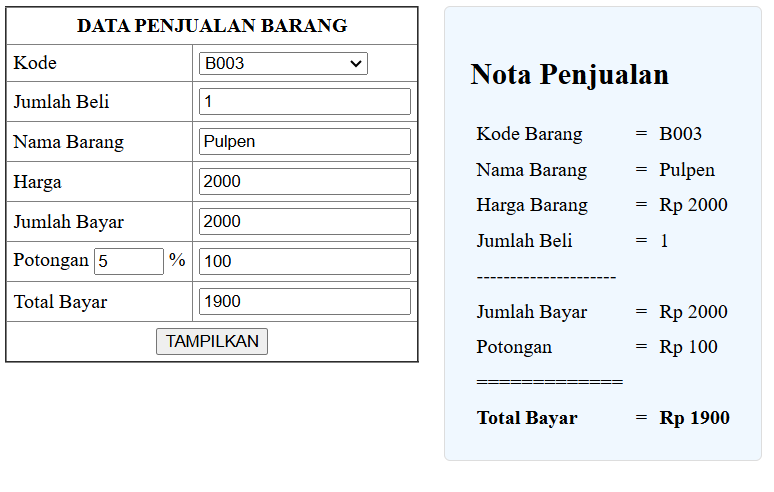 DATA PENJUALAN BARANG
Kode B003
Jumlah Beli 1
Nama Barang Pulpen
Harga 2000
Jumlah Bayar 2000
Potongan 5 % 100
Total Bayar 1900
TAMPILKAN
Nota Penjualan
Kode Barang = B003
Nama Barang = Pulpen
Harga Barang = Rp 2000
Jumlah Beli = 1
---------------------
Jumlah Bayar = Rp 2000
Potongan = Rp 100
=============
Total Bayar = Rp 1900